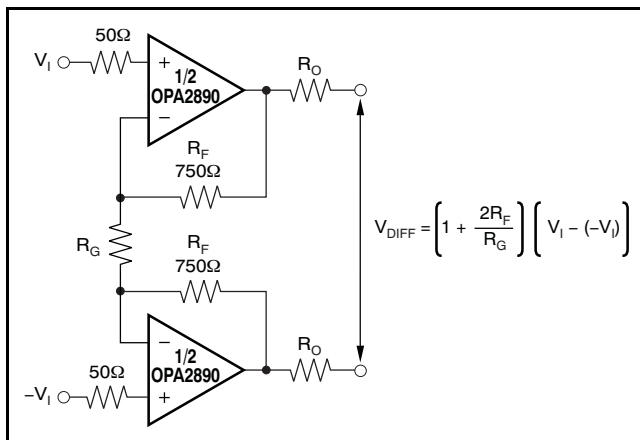 50Ω
V_I
+
1/2
OPA2890
−
R_O
R_F
750Ω
R_G
V_DIFF = (1 + 2R_F / R_G) (V_I − (−V_I))
R_F
750Ω
−
1/2
OPA2890
+
R_O
50Ω
−V_I